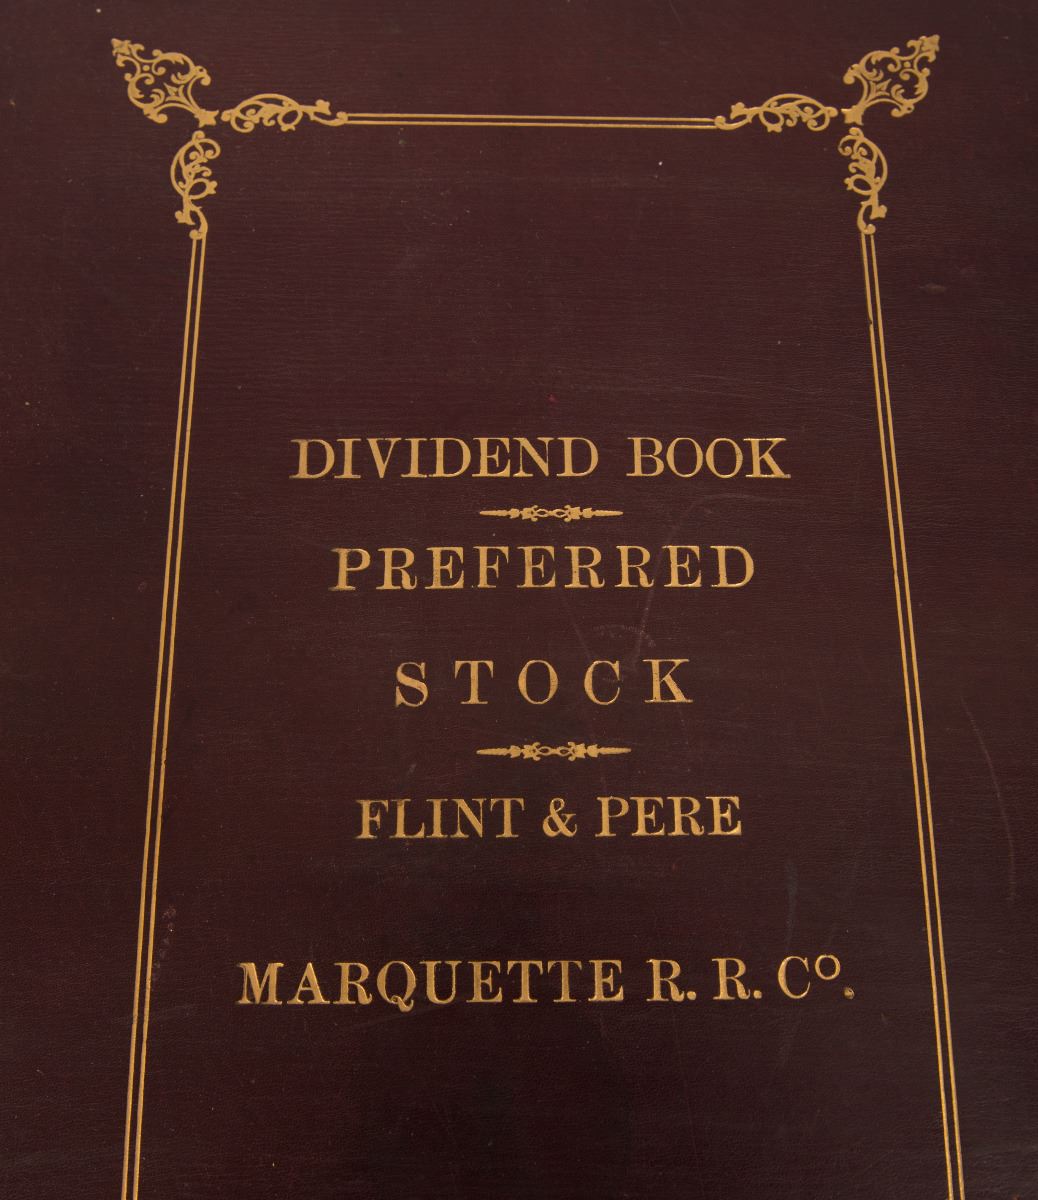 DIVIDEND BOOK
PREFERRED
STOCK
FLINT & PERE
MARQUETTE R. R. Cº.